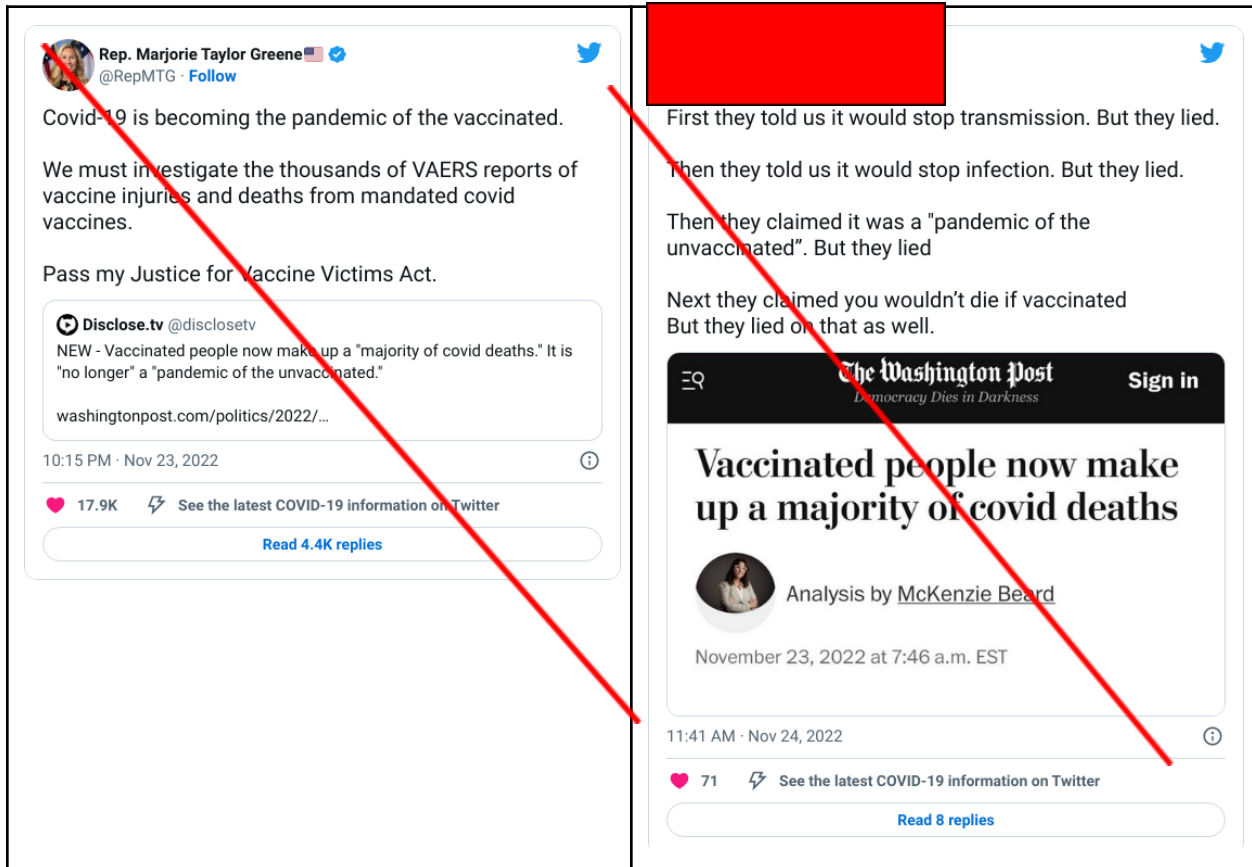 Rep. Marjorie Taylor Greene🇺🇸
@RepMTG · Follow
Covid-19 is becoming the pandemic of the vaccinated.
We must investigate the thousands of VAERS reports of
vaccine injuries and deaths from mandated covid
vaccines.
Pass my Justice for Vaccine Victims Act.
Disclose.tv @disclosetv
NEW - Vaccinated people now make up a "majority of covid deaths." It is
"no longer" a "pandemic of the unvaccinated."
washingtonpost.com/politics/2022/…
10:15 PM · Nov 23, 2022
17.9K See the latest COVID-19 information on Twitter
Read 4.4K replies
First they told us it would stop transmission. But they lied.
Then they told us it would stop infection. But they lied.
Then they claimed it was a "pandemic of the
unvaccinated”. But they lied
Next they claimed you wouldn’t die if vaccinated
But they lied on that as well.
The Washington Post
Democracy Dies in Darkness
Sign in
Vaccinated people now make
up a majority of covid deaths
Analysis by McKenzie Beard
November 23, 2022 at 7:46 a.m. EST
11:41 AM · Nov 24, 2022
71 See the latest COVID-19 information on Twitter
Read 8 replies